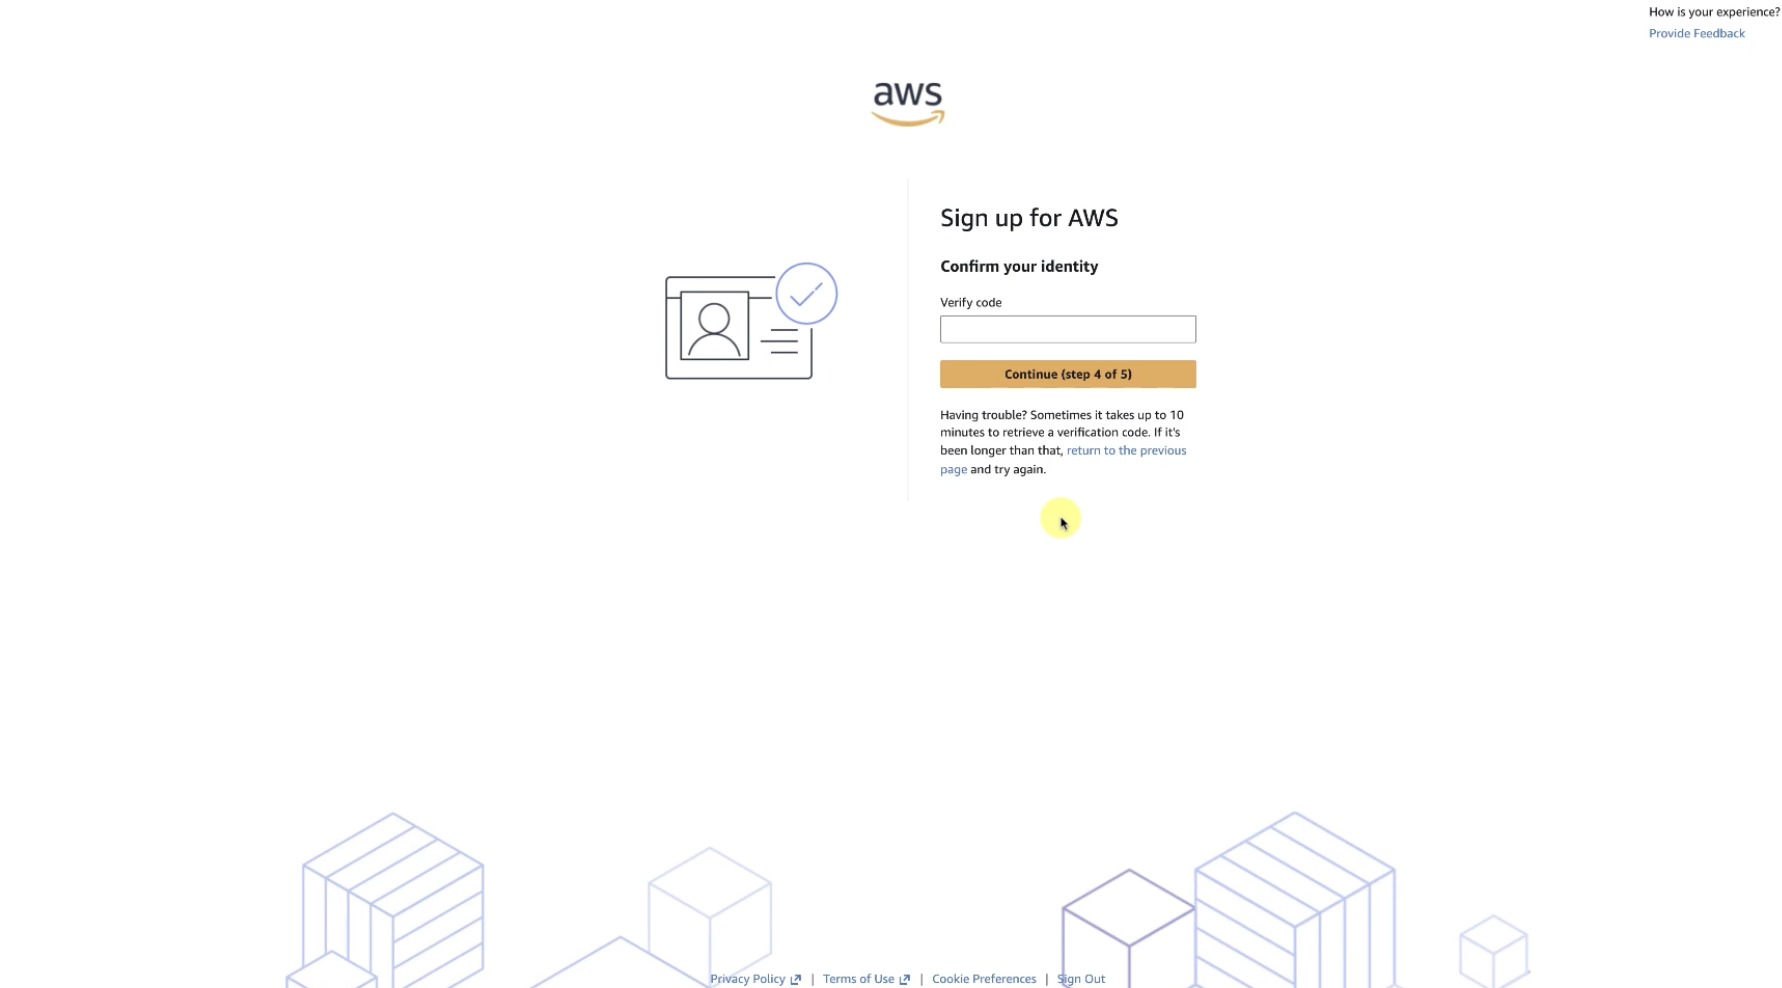 How is your experience?
Provide Feedback
aws
Sign up for AWS
Confirm your identity
Verify code
Continue (step 4 of 5)
Having trouble? Sometimes it takes up to 10
minutes to retrieve a verification code. If it's
been longer than that, return to the previous
page and try again.
Privacy Policy | Terms of Use | Cookie Preferences | Sign Out